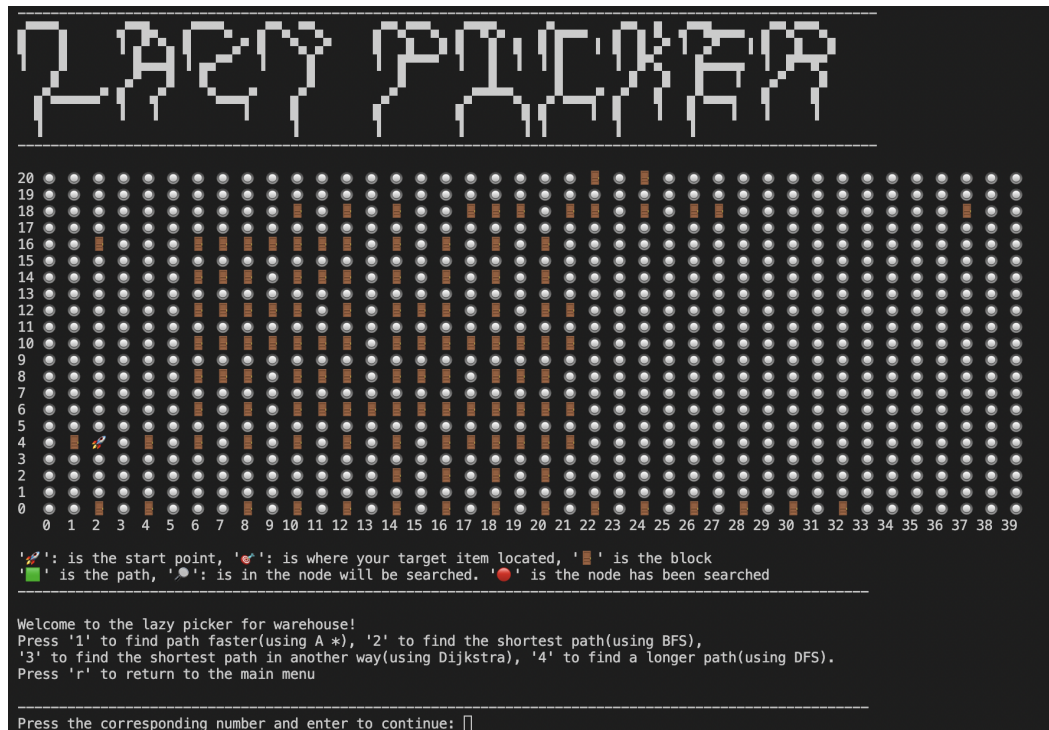 LAZY PICKER
20
19
18
17
16
15
14
13
12
11
10
9
8
7
6
5
4
3
2
1
0
0 1 2 3 4 5 6 7 8 9 10 11 12 13 14 15 16 17 18 19 20 21 22 23 24 25 26 27 28 29 30 31 32 33 34 35 36 37 38 39
'🚀': is the start point, '🎯': is where your target item located, '🚪' is the block
'🟩' is the path, '🔎': is in the node will be searched. '🔴' is the node has been searched
Welcome to the lazy picker for warehouse!
Press '1' to find path faster(using A *), '2' to find the shortest path(using BFS),
'3' to find the shortest path in another way(using Dijkstra), '4' to find a longer path(using DFS).
Press 'r' to return to the main menu
Press the corresponding number and enter to continue: